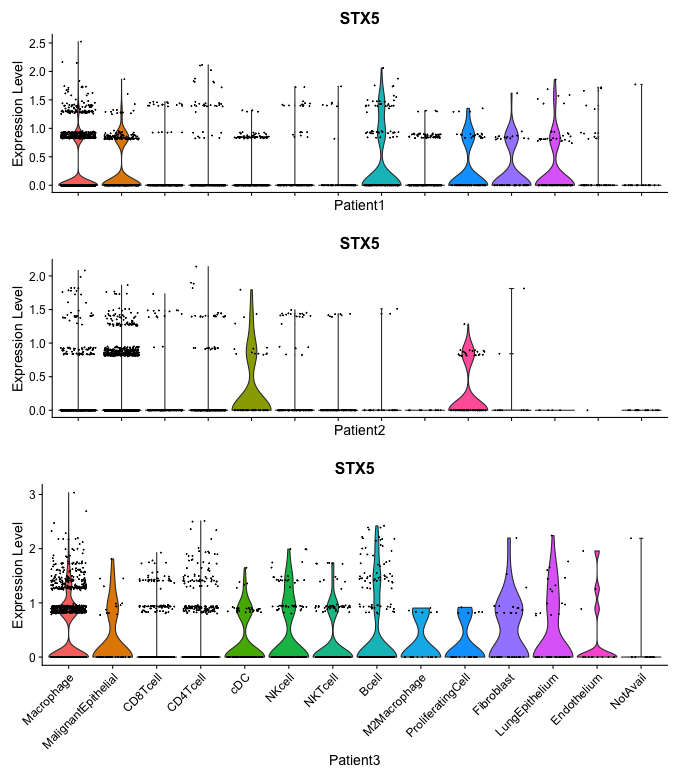 STX5
Expression Level
2.5
2.0
1.5
1.0
0.5
0.0
Patient1
STX5
Expression Level
2.0
1.5
1.0
0.5
0.0
Patient2
STX5
Expression Level
3
2
1
0
Macrophage
MalignantEpithelial
CD8Tcell
CD4Tcell
cDC
NKcell
NKTcell
Bcell
M2Macrophage
ProliferatingCell
Fibroblast
LungEpithelium
Endothelium
NotAvail
Patient3